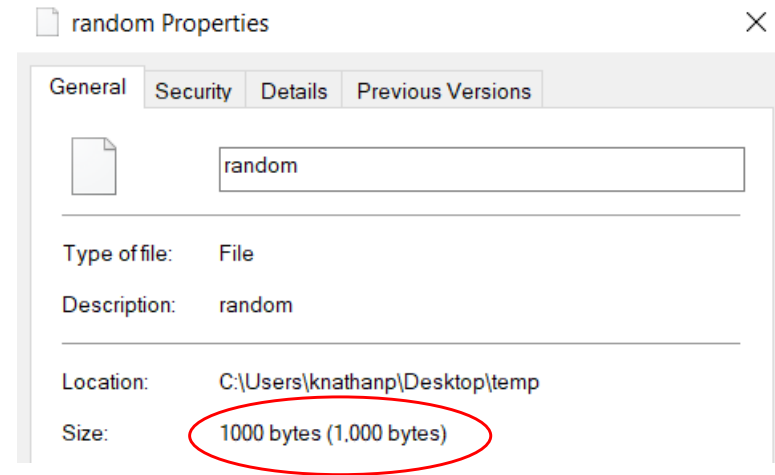 random Properties
General Security Details Previous Versions
random
Type of file: File
Description: random
Location: C:\Users\knathanp\Desktop\temp
Size: 1000 bytes (1,000 bytes)